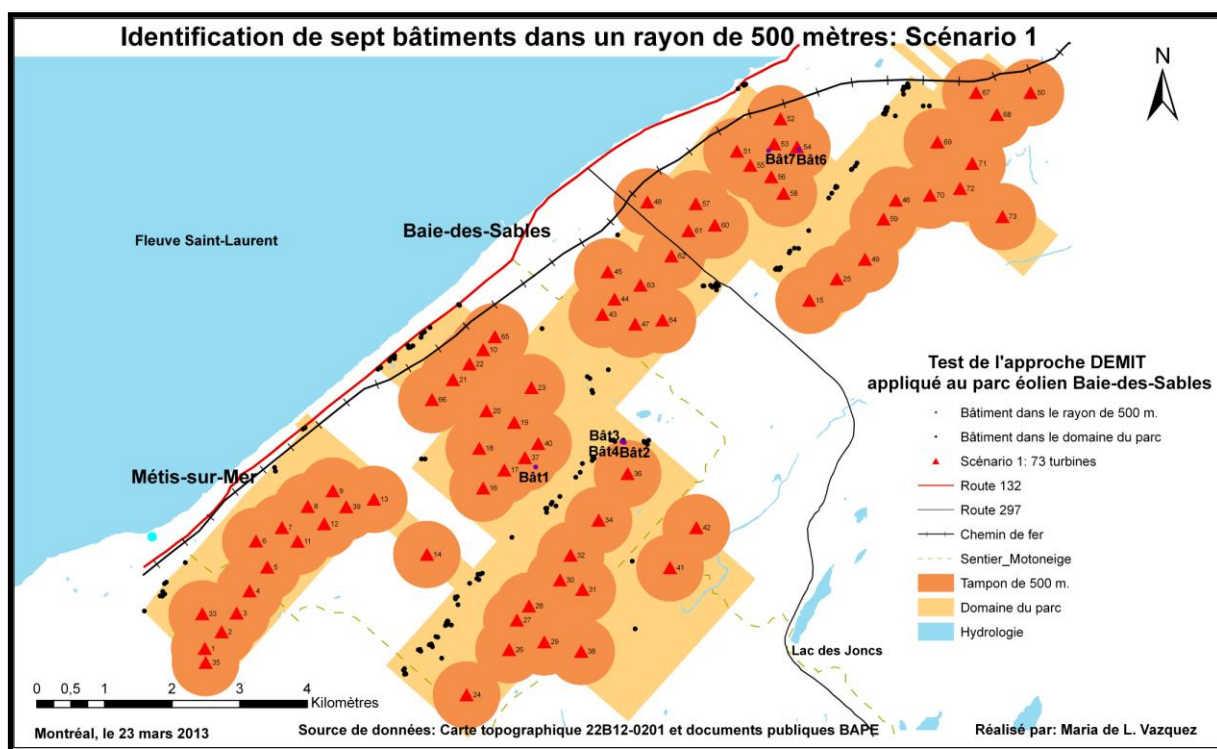 Identification de sept bâtiments dans un rayon de 500 mètres: Scénario 1
N
67
50
68
52
69
53
54
51
Bât7
Bât6
55
71
56
72
58
46
70
48
57
73
59
61
60
Baie-des-Sables
Fleuve Saint-Laurent
62
49
45
63
25
44
15
43
47
64
65
10
22
21
23
66
20
19
18
40
Bât3
Bât4
Bât2
37
17
Bât1
36
16
Métis-sur-Mer
9
13
8
39
34
12
42
7
6
11
14
32
5
41
30
4
31
33
3
28
27
2
1
29
26
38
35
24
Test de l'approche DEMIT
appliqué au parc éolien Baie-des-Sables
Bâtiment dans le rayon de 500 m.
Bâtiment dans le domaine du parc
Scénario 1: 73 turbines
Route 132
Route 297
Chemin de fer
Sentier_Motoneige
Tampon de 500 m.
Domaine du parc
Hydrologie
Lac des Joncs
0 0,5 1 2 3 4
Kilomètres
Montréal, le 23 mars 2013
Source de données: Carte topographique 22B12-0201 et documents publiques BAPE
Réalisé par: Maria de L. Vazquez